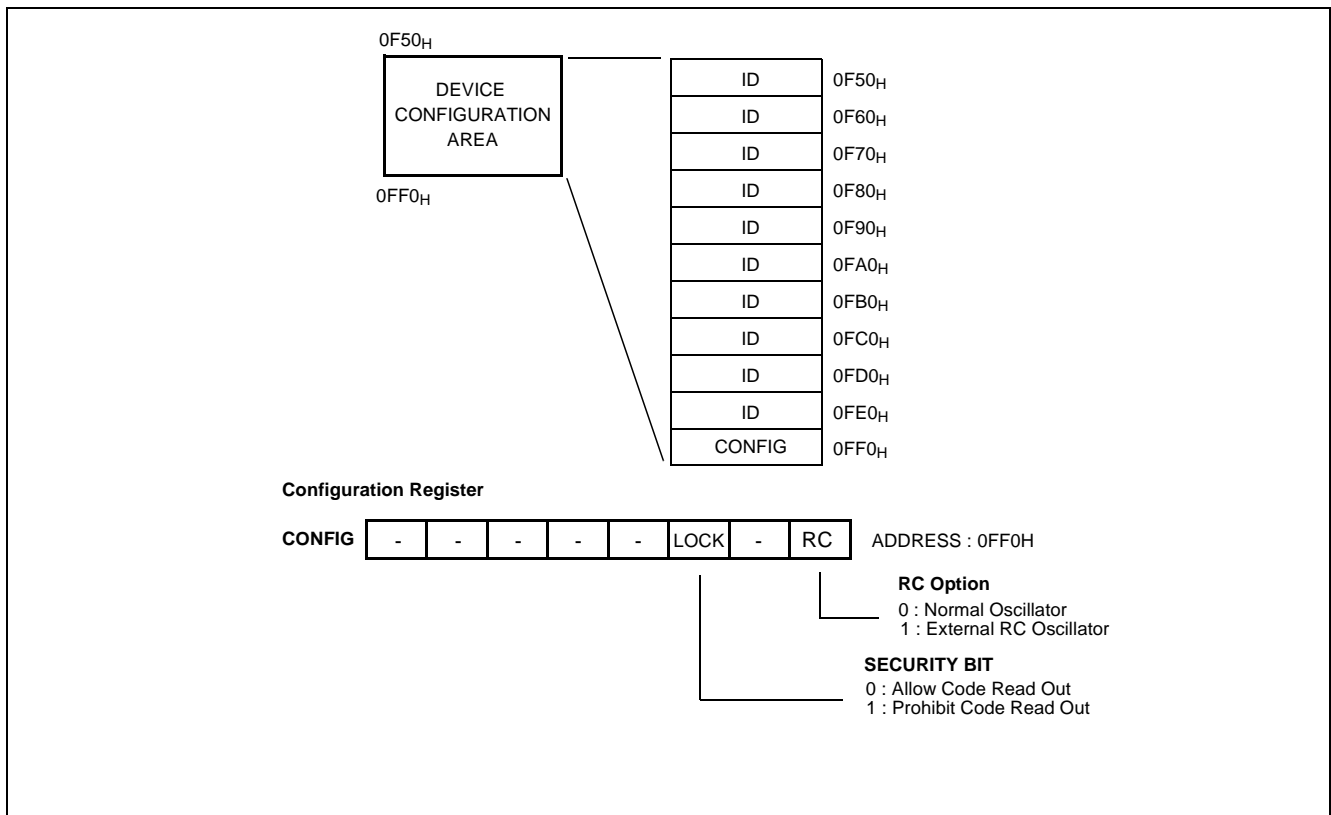 0F50H
DEVICE
CONFIGURATION
AREA
0FF0H
ID 0F50H
ID 0F60H
ID 0F70H
ID 0F80H
ID 0F90H
ID 0FA0H
ID 0FB0H
ID 0FC0H
ID 0FD0H
ID 0FE0H
CONFIG 0FF0H
Configuration Register
CONFIG - - - - - LOCK - RC ADDRESS : 0FF0H
RC Option
0 : Normal Oscillator
1 : External RC Oscillator
SECURITY BIT
0 : Allow Code Read Out
1 : Prohibit Code Read Out